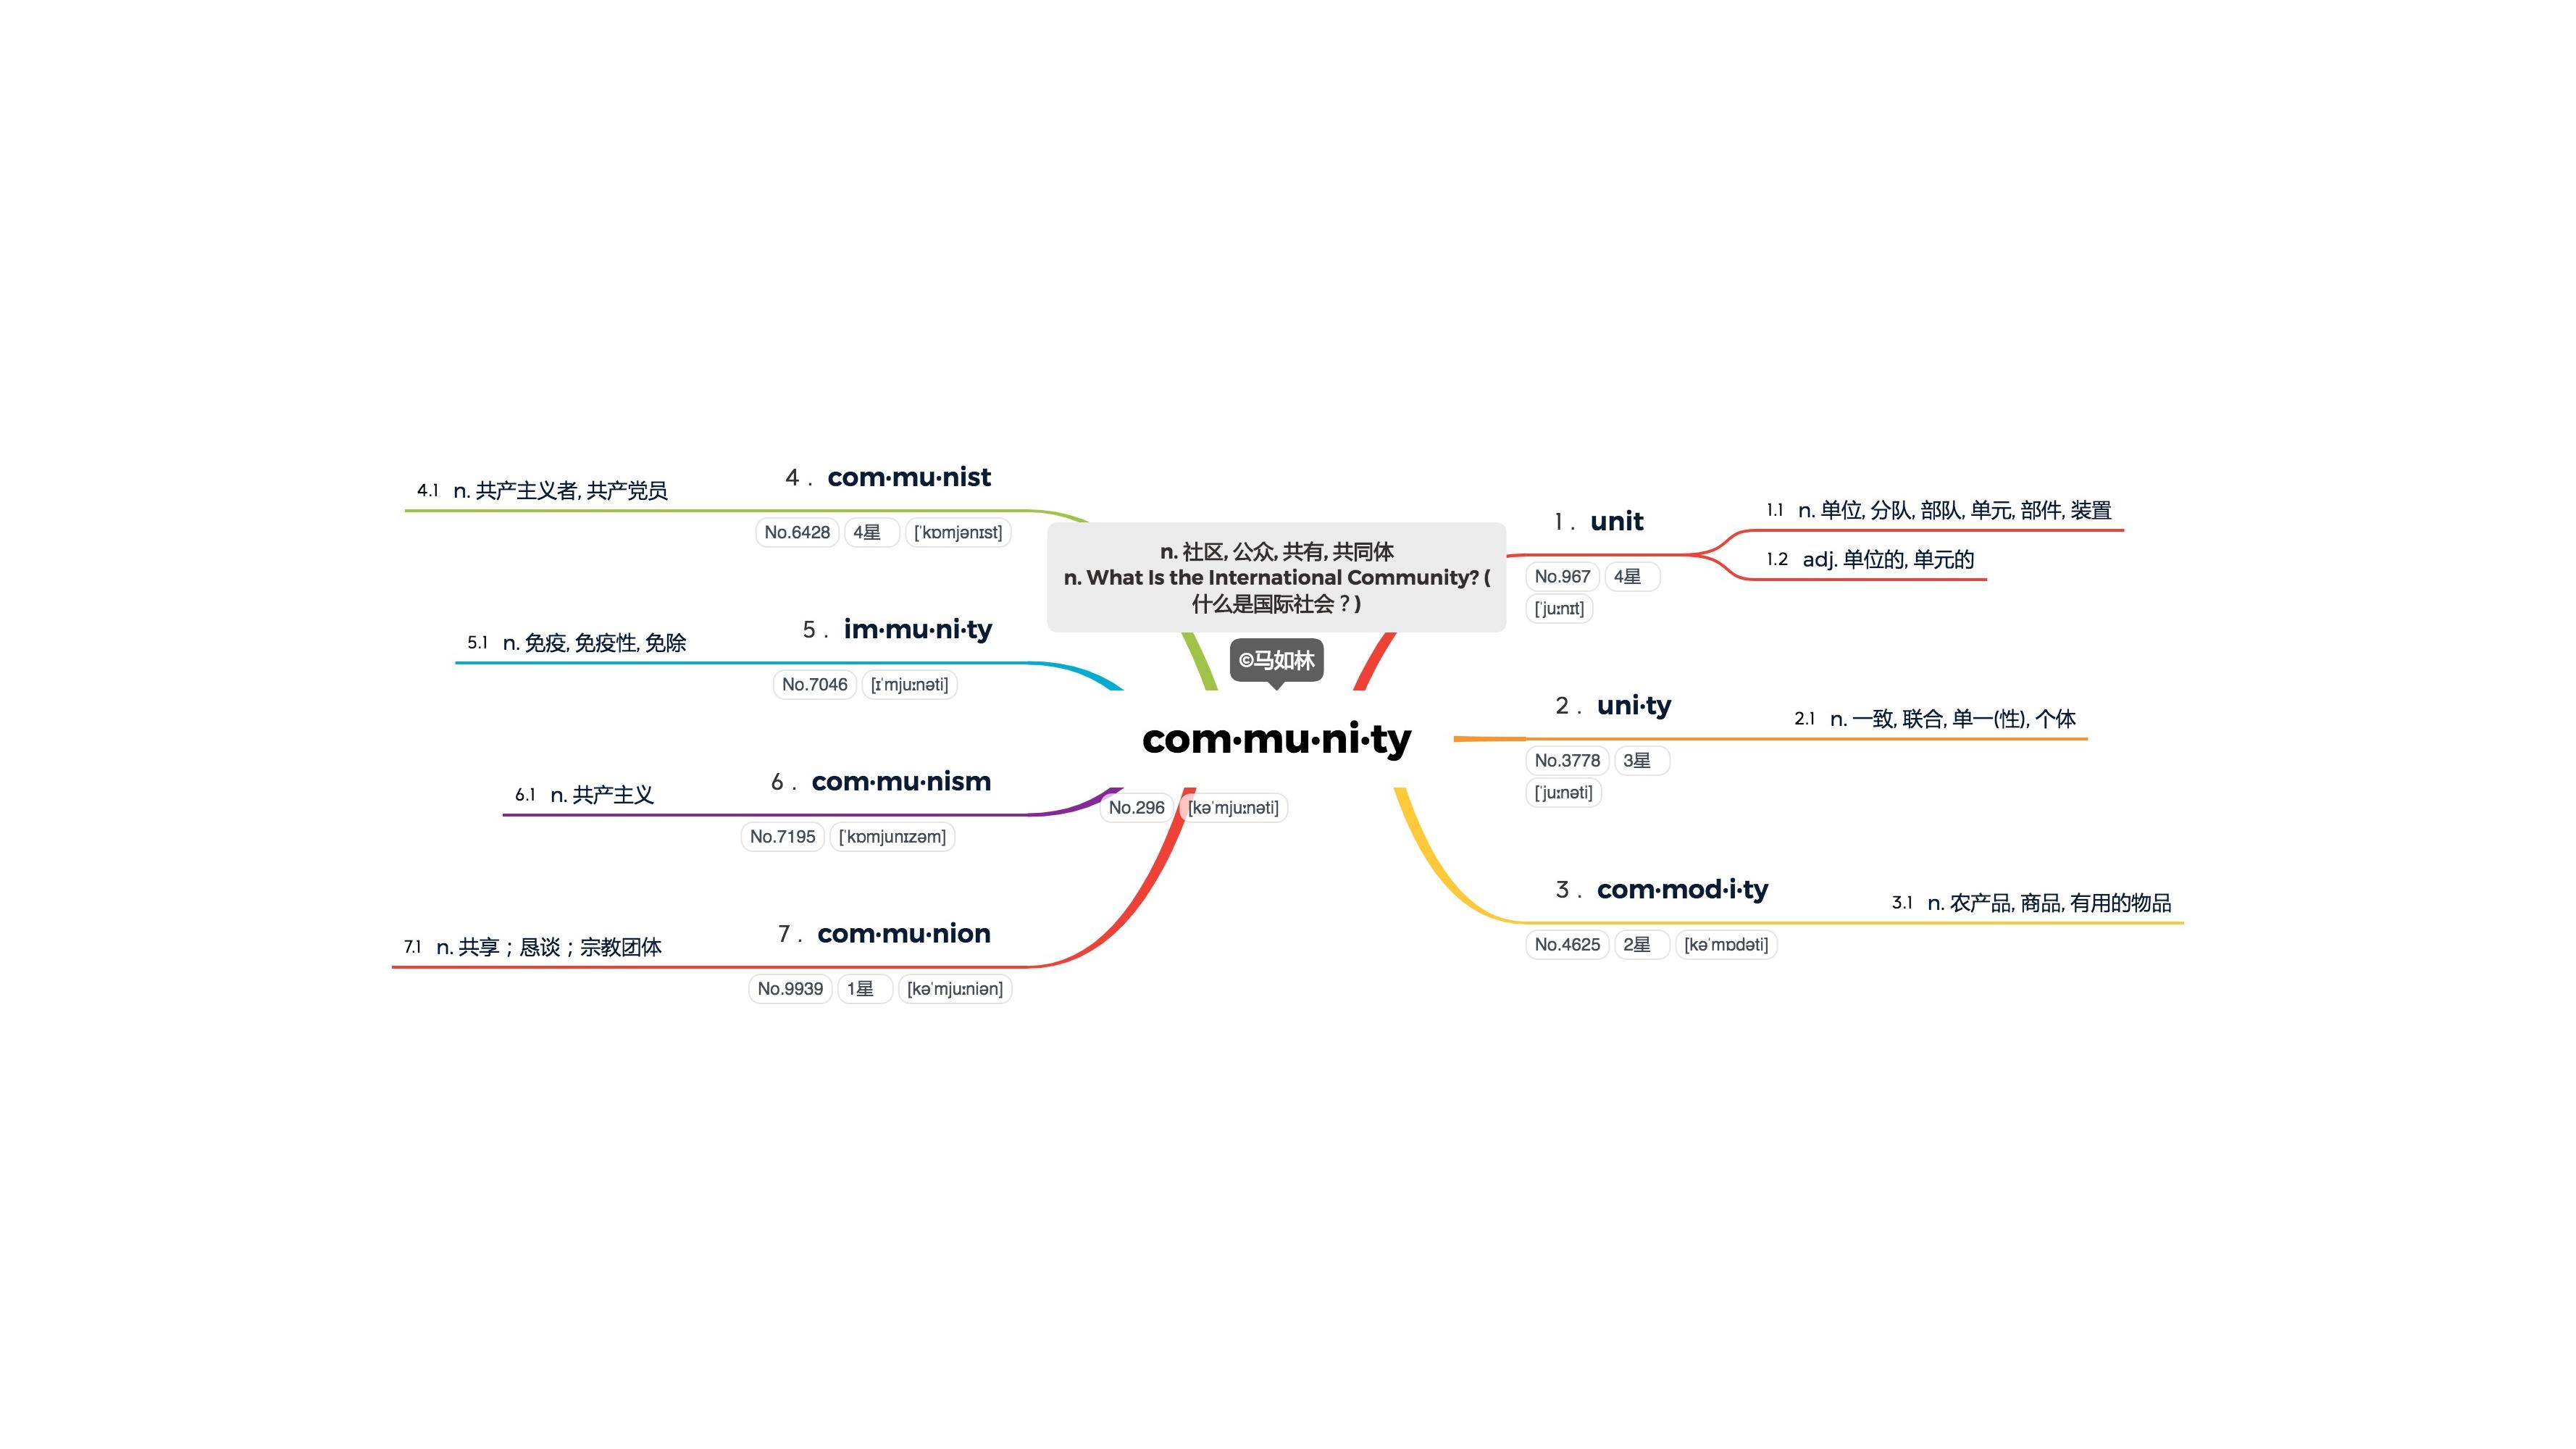 n. 社区, 公众, 共有, 共同体
n. What Is the International Community? (
什么是国际社会？)
©马如林
com·mu·ni·ty
No.296 [kəˈmjuːnəti]
1 . unit
No.967 4星
[ˈjuːnɪt]
1.1 n. 单位, 分队, 部队, 单元, 部件, 装置
1.2 adj. 单位的, 单元的
2 . uni·ty
No.3778 3星
[ˈjuːnəti]
2.1 n. 一致, 联合, 单一(性), 个体
3 . com·mod·i·ty
No.4625 2星 [kəˈmɒdəti]
3.1 n. 农产品, 商品, 有用的物品
4 . com·mu·nist
No.6428 4星 [ˈkɒmjənɪst]
4.1 n. 共产主义者, 共产党员
5 . im·mu·ni·ty
No.7046 [ɪˈmjuːnəti]
5.1 n. 免疫, 免疫性, 免除
6 . com·mu·nism
No.7195 [ˈkɒmjunɪzəm]
6.1 n. 共产主义
7 . com·mu·nion
No.9939 1星 [kəˈmjuːniən]
7.1 n. 共享；恳谈；宗教团体